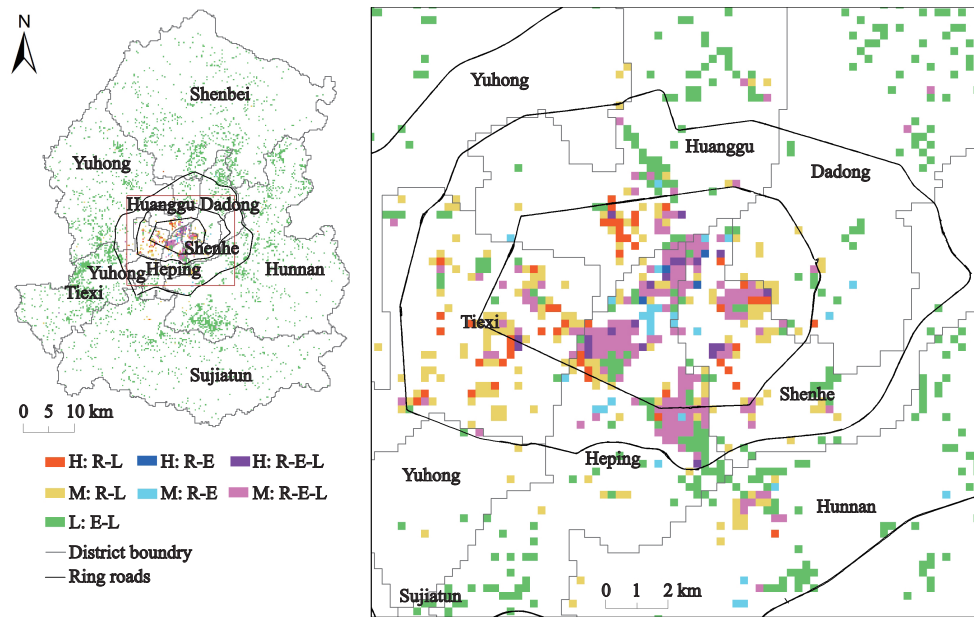 N
Shenbei
Yuhong
Huanggu Dadong
Shenhe
Yuhong
Heping
Hunnan
Tiexi
Sujiatun
0 5 10 km
H: R-L
H: R-E
H: R-E-L
M: R-L
M: R-E
M: R-E-L
L: E-L
District boundry
Ring roads
Yuhong
Huanggu
Dadong
Tiexi
Shenhe
Heping
Yuhong
Hunnan
Sujiatun
0 1 2 km